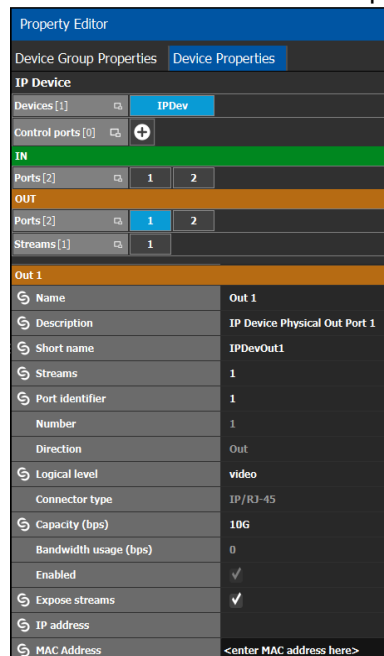 Property Editor
Device Group Properties Device Properties
IP Device
Devices [1] IPDev
Control ports [0]
IN
Ports [2] 1 2
OUT
Ports [2] 1 2
Streams [1] 1
Out 1
Name Out 1
Description IP Device Physical Out Port 1
Short name IPDevOut1
Streams 1
Port identifier 1
Number 1
Direction Out
Logical level video
Connector type IP/RJ-45
Capacity (bps) 10G
Bandwidth usage (bps) 0
Enabled
Expose streams
IP address
MAC Address <enter MAC address here>